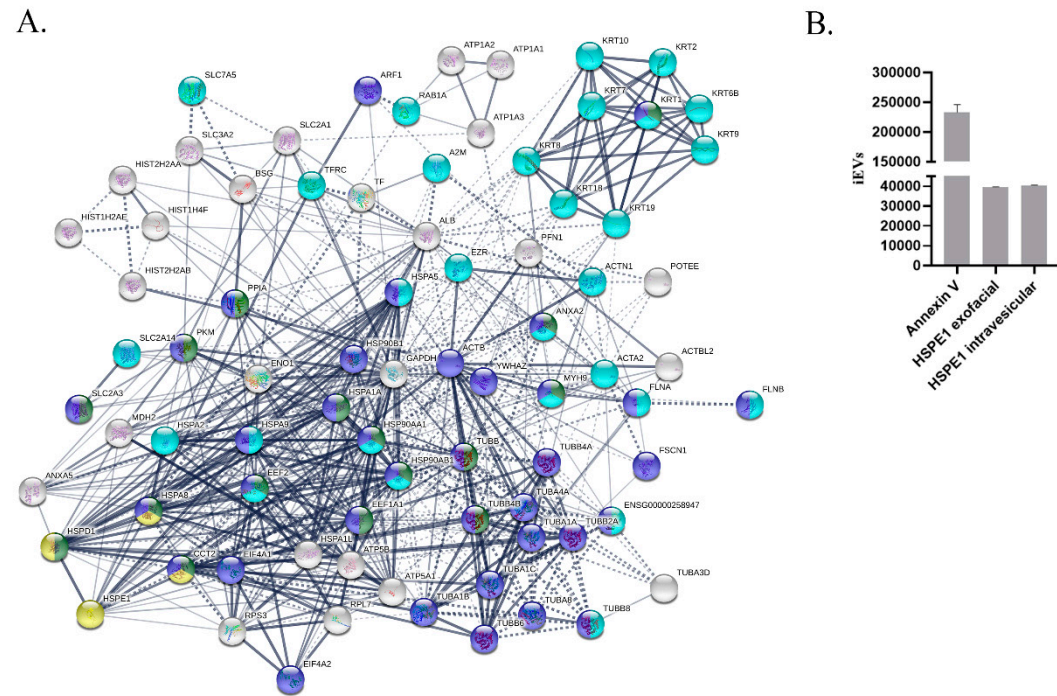 A.
B.
ATP1A2
ATP1A1
KRT10
KRT2
SLC7A5
ARF1
RAB1A
KRT7
KRT1
KRT6B
SLC3A2
SLC2A1
ATP1A3
KRT9
HIST2H2AA
BSG
TFRC
TF
A2M
KRT8
KRT18
KRT19
HIST1H2AE
HIST1H4F
ALB
PFN1
HIST2H2AB
EZR
ACTN1
POTEE
HSPA5
PPIA
ANXA2
SLC2A14
PKM
HSP90B1
ACTB
GAPDH
ACTBL2
ENO1
YWHAZ
ACTA2
MYH9
FLNA
FLNB
SLC2A3
HSPA1A
MDH2
HSPA2
HSPA9
HSP90AA1
TUBB
TUBB4A
FSCN1
HSP90AB1
ANXA5
EEF2
HSPA8
EEF1A1
TUBB4B
TUBA4A
ENSG00000258947
TUBA1A
TUBB2A
HSPD1
HSPA1L
CCT2
EIF4A1
ATP5B
ATP5A1
TUBA1C
TUBA3D
HSPE1
RPS3
RPL7
TUBA1B
TUBA8
TUBB8
TUBB6
EIF4A2
300000
250000
200000
150000
40000
30000
20000
10000
0
iEVs
Annexin V
HSPE1 exofacial
HSPE1 intravesicular